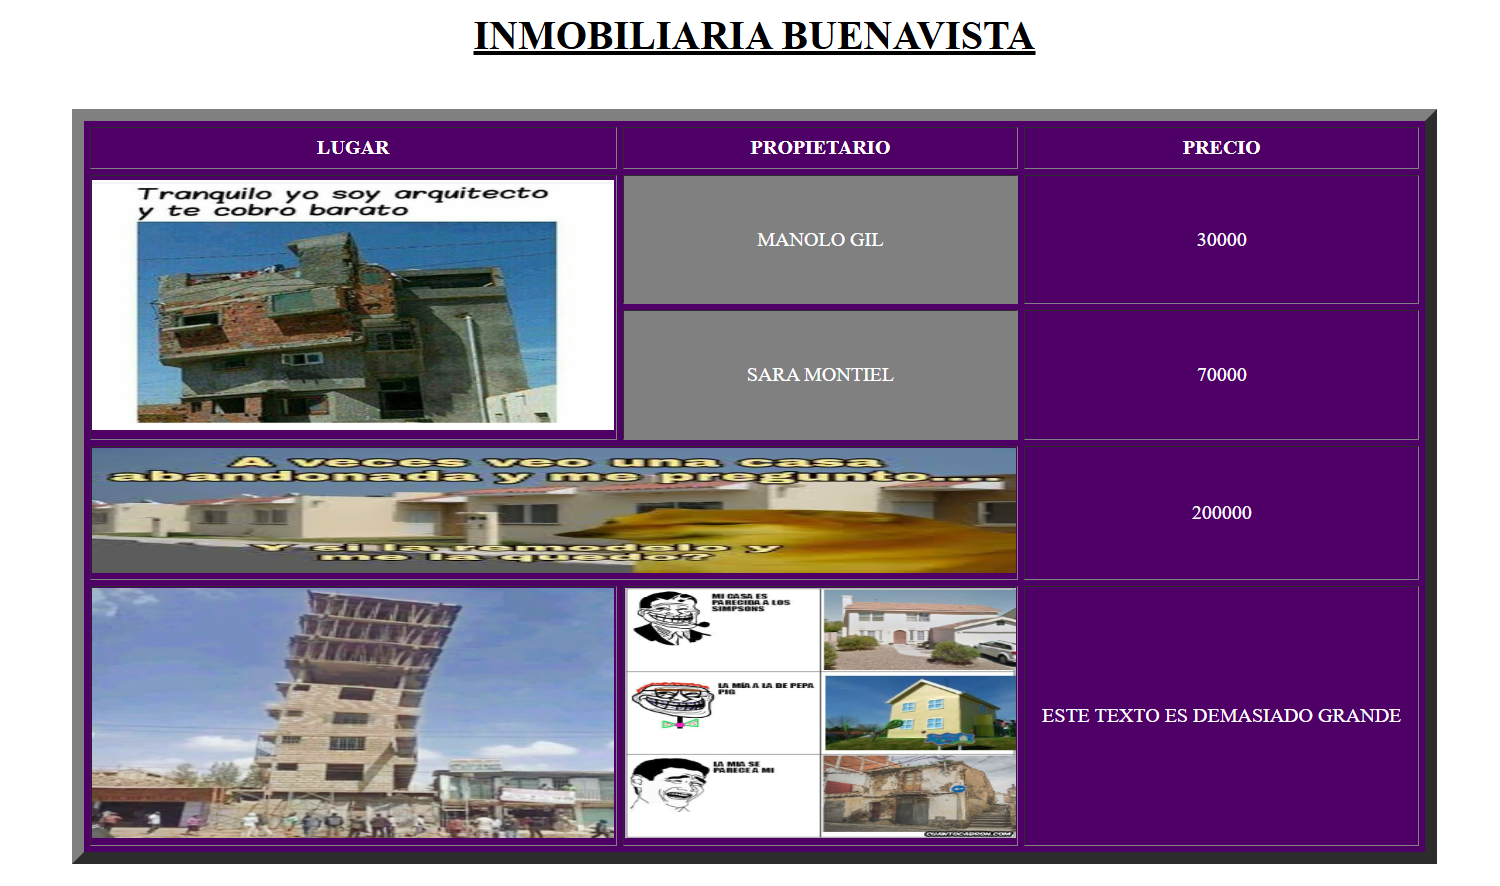 INMOBILIARIA BUENAVISTA
LUGAR
PROPIETARIO
PRECIO
Tranquilo yo soy arquitecto
y te cobro barato
MANOLO GIL
30000
SARA MONTIEL
70000
A veces veo una casa
abandonada y me pregunto....
Y si la remodelo y
me la quedo?
200000
MI CASA ES
PARECIDA A LOS
SIMPSONS
LA MÍA A LA DE PEPA
PIG
LA MIA SE
PARECE A MI
CUANTOCABRON.COM
ESTE TEXTO ES DEMASIADO GRANDE